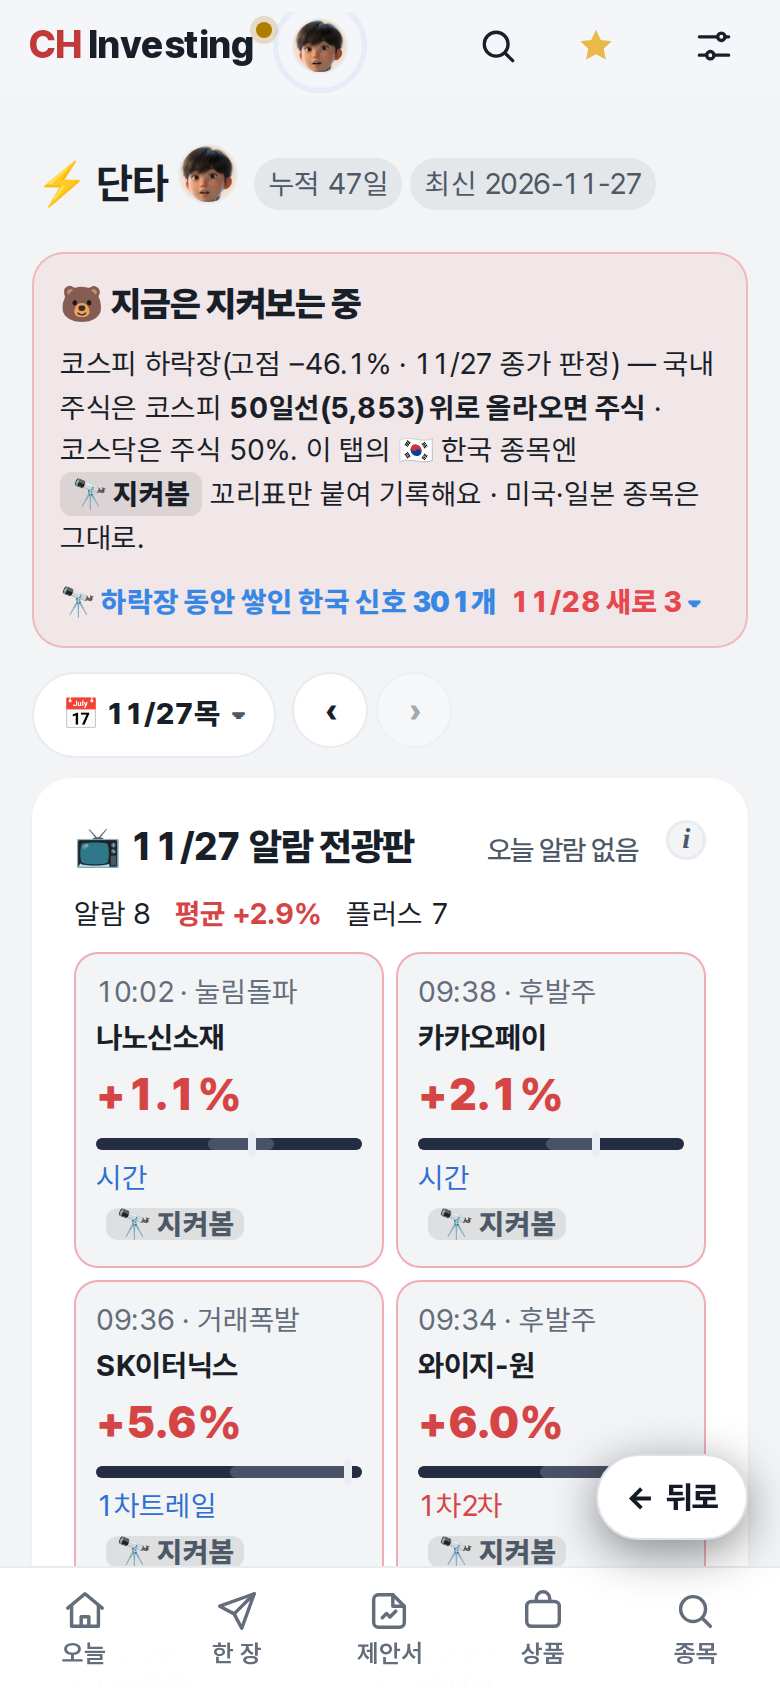 CH Investing
⚡ 단타 누적 47일 최신 2026-11-27
🐻 지금은 지켜보는 중
코스피 하락장(고점 −46.1% · 11/27 종가 판정) — 국내
주식은 코스피 50일선(5,853) 위로 올라오면 주식 ·
코스닥은 주식 50%. 이 탭의 🇰🇷 한국 종목엔
🔭 지켜봄 꼬리표만 붙여 기록해요 · 미국·일본 종목은
그대로.
🔭 하락장 동안 쌓인 한국 신호 301개 11/28 새로 3
📅 11/27목 ‹ ›
📺 11/27 알람 전광판 오늘 알람 없음 i
알람 8 평균 +2.9% 플러스 7
10:02 · 눌림돌파
나노신소재
+1.1%
시간
🔭 지켜봄
09:38 · 후발주
카카오페이
+2.1%
시간
🔭 지켜봄
09:36 · 거래폭발
SK이터닉스
+5.6%
1차트레일
🔭 지켜봄
09:34 · 후발주
와이지-원
+6.0%
1차2차
🔭 지켜봄
← 뒤로
오늘 한 장 제안서 상품 종목